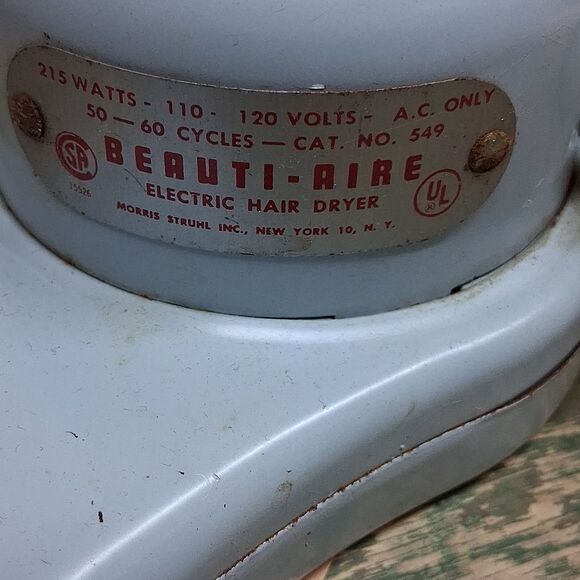 215 WATTS - 110 - 120 VOLTS - A.C. ONLY
50 — 60 CYCLES — CAT. NO. 549
SA
15526
BEAUTI-AIRE
UL
ELECTRIC HAIR DRYER
MORRIS STRUHL INC., NEW YORK 10, N. Y.